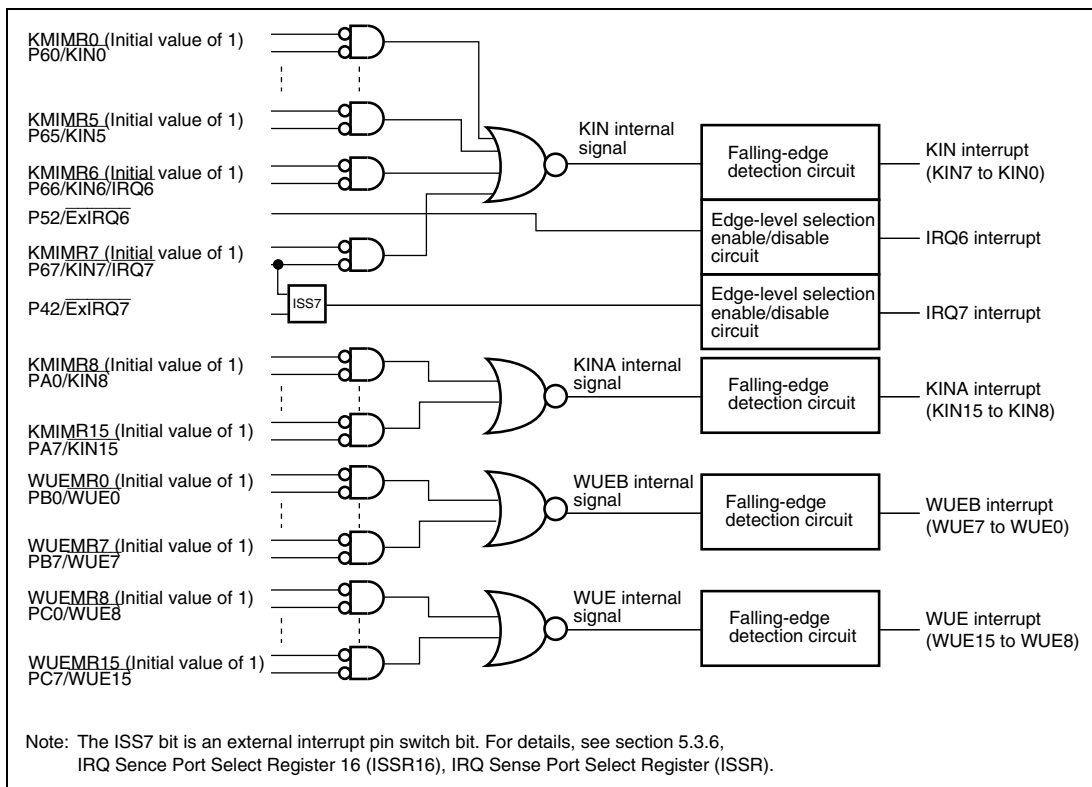 KMIMR0 (Initial value of 1)
P60/KIN0
KMIMR5 (Initial value of 1)
P65/KIN5
KMIMR6 (Initial value of 1)
P66/KIN6/IRQ6
P52/ExIRQ6
KMIMR7 (Initial value of 1)
P67/KIN7/IRQ7
P42/ExIRQ7
ISS7
KIN internal
signal
Falling-edge
detection circuit
KIN interrupt
(KIN7 to KIN0)
Edge-level selection
enable/disable
circuit
IRQ6 interrupt
Edge-level selection
enable/disable
circuit
IRQ7 interrupt
KMIMR8 (Initial value of 1)
PA0/KIN8
KMIMR15 (Initial value of 1)
PA7/KIN15
KINA internal
signal
Falling-edge
detection circuit
KINA interrupt
(KIN15 to KIN8)
WUEMR0 (Initial value of 1)
PB0/WUE0
WUEMR7 (Initial value of 1)
PB7/WUE7
WUEB internal
signal
Falling-edge
detection circuit
WUEB interrupt
(WUE7 to WUE0)
WUEMR8 (Initial value of 1)
PC0/WUE8
WUEMR15 (Initial value of 1)
PC7/WUE15
WUE internal
signal
Falling-edge
detection circuit
WUE interrupt
(WUE15 to WUE8)
Note: The ISS7 bit is an external interrupt pin switch bit. For details, see section 5.3.6,
IRQ Sence Port Select Register 16 (ISSR16), IRQ Sense Port Select Register (ISSR).